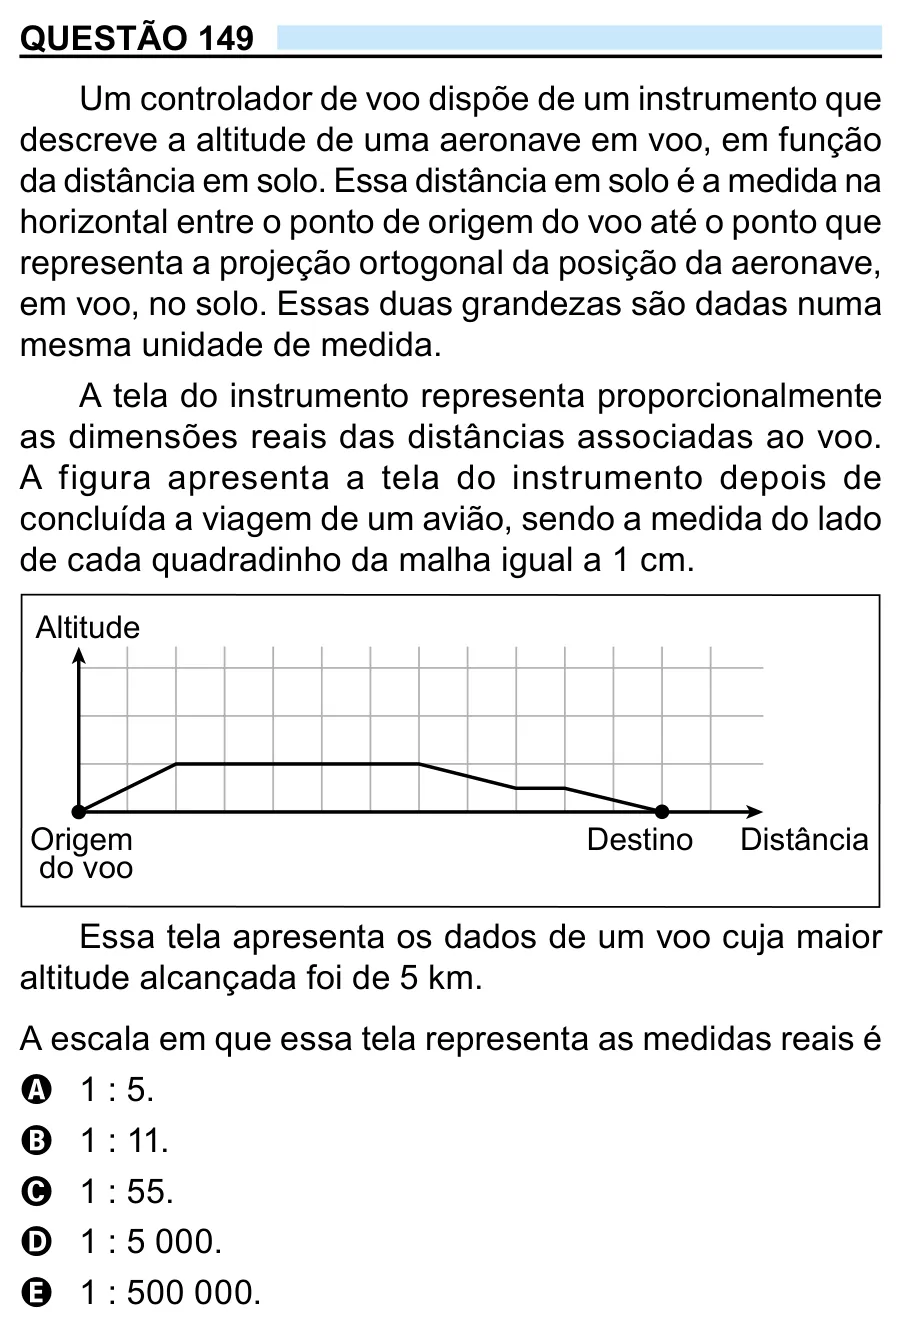 QUESTÃO 149
Um controlador de voo dispõe de um instrumento que
descreve a altitude de uma aeronave em voo, em função
da distância em solo. Essa distância em solo é a medida na
horizontal entre o ponto de origem do voo até o ponto que
representa a projeção ortogonal da posição da aeronave,
em voo, no solo. Essas duas grandezas são dadas numa
mesma unidade de medida.
A tela do instrumento representa proporcionalmente
as dimensões reais das distâncias associadas ao voo.
A figura apresenta a tela do instrumento depois de
concluída a viagem de um avião, sendo a medida do lado
de cada quadradinho da malha igual a 1 cm.
Altitude
Origem
do voo
Destino
Distância
Essa tela apresenta os dados de um voo cuja maior
altitude alcançada foi de 5 km.
A escala em que essa tela representa as medidas reais é
A 1 : 5.
B 1 : 11.
C 1 : 55.
D 1 : 5 000.
E 1 : 500 000.